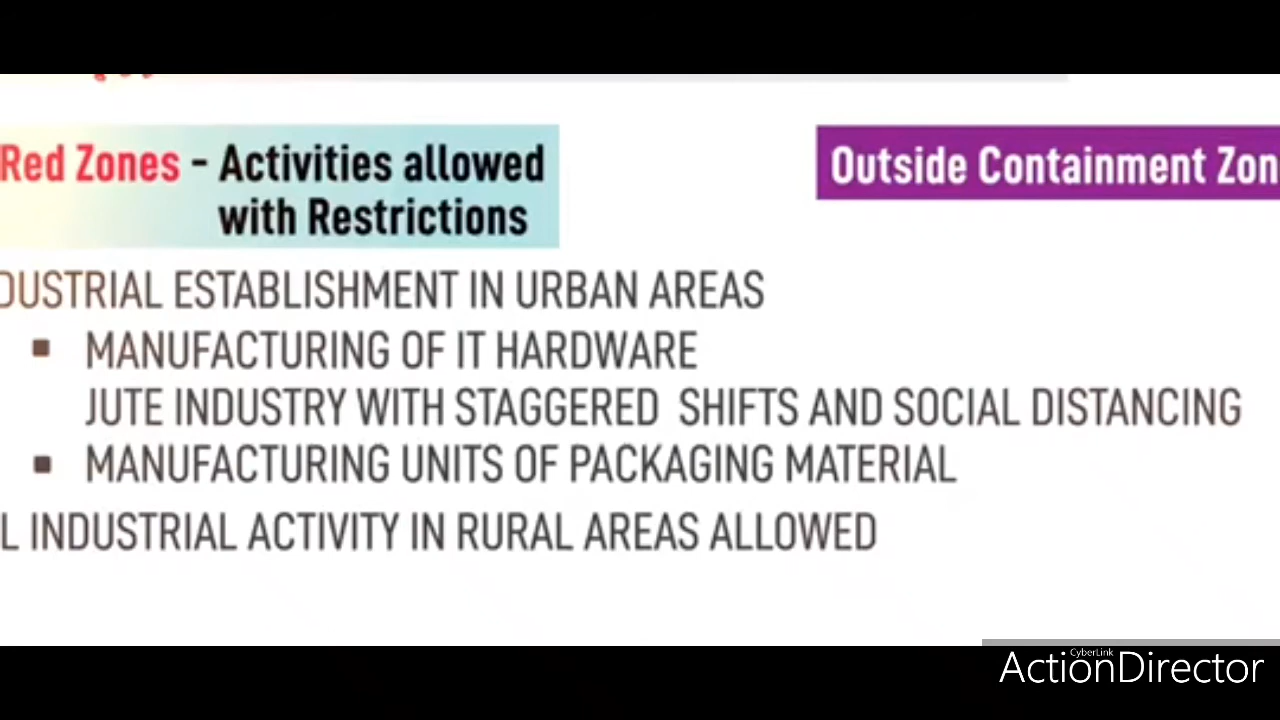 Red Zones - Activities allowed
with Restrictions
Outside Containment Zon
DUSTRIAL ESTABLISHMENT IN URBAN AREAS
▪ MANUFACTURING OF IT HARDWARE
JUTE INDUSTRY WITH STAGGERED SHIFTS AND SOCIAL DISTANCING
▪ MANUFACTURING UNITS OF PACKAGING MATERIAL
L INDUSTRIAL ACTIVITY IN RURAL AREAS ALLOWED
CyberLink
ActionDirector